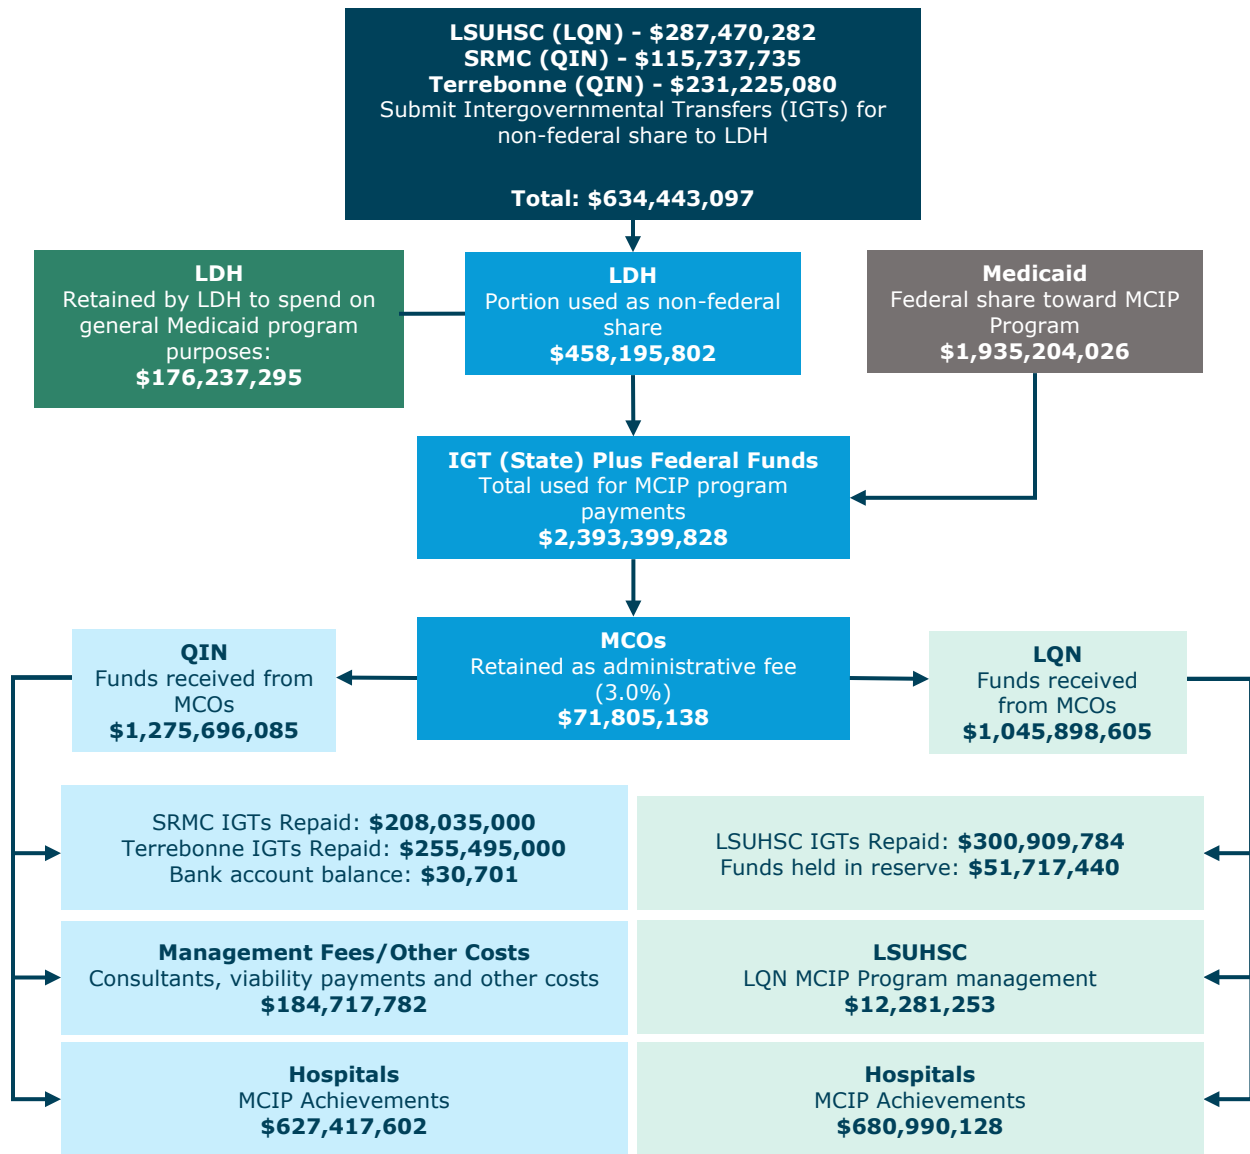 LSUHSC (LQN) - $287,470,282
SRMC (QIN) - $115,737,735
Terrebonne (QIN) - $231,225,080
Submit Intergovernmental Transfers (IGTs) for
non-federal share to LDH
Total: $634,443,097
LDH
Retained by LDH to spend on
general Medicaid program
purposes:
$176,237,295
LDH
Portion used as non-federal
share
$458,195,802
Medicaid
Federal share toward MCIP
Program
$1,935,204,026
IGT (State) Plus Federal Funds
Total used for MCIP program
payments
$2,393,399,828
QIN
Funds received from
MCOs
$1,275,696,085
MCOs
Retained as administrative fee
(3.0%)
$71,805,138
LQN
Funds received
from MCOs
$1,045,898,605
SRMC IGTs Repaid: $208,035,000
Terrebonne IGTs Repaid: $255,495,000
Bank account balance: $30,701
LSUHSC IGTs Repaid: $300,909,784
Funds held in reserve: $51,717,440
Management Fees/Other Costs
Consultants, viability payments and other costs
$184,717,782
LSUHSC
LQN MCIP Program management
$12,281,253
Hospitals
MCIP Achievements
$627,417,602
Hospitals
MCIP Achievements
$680,990,128